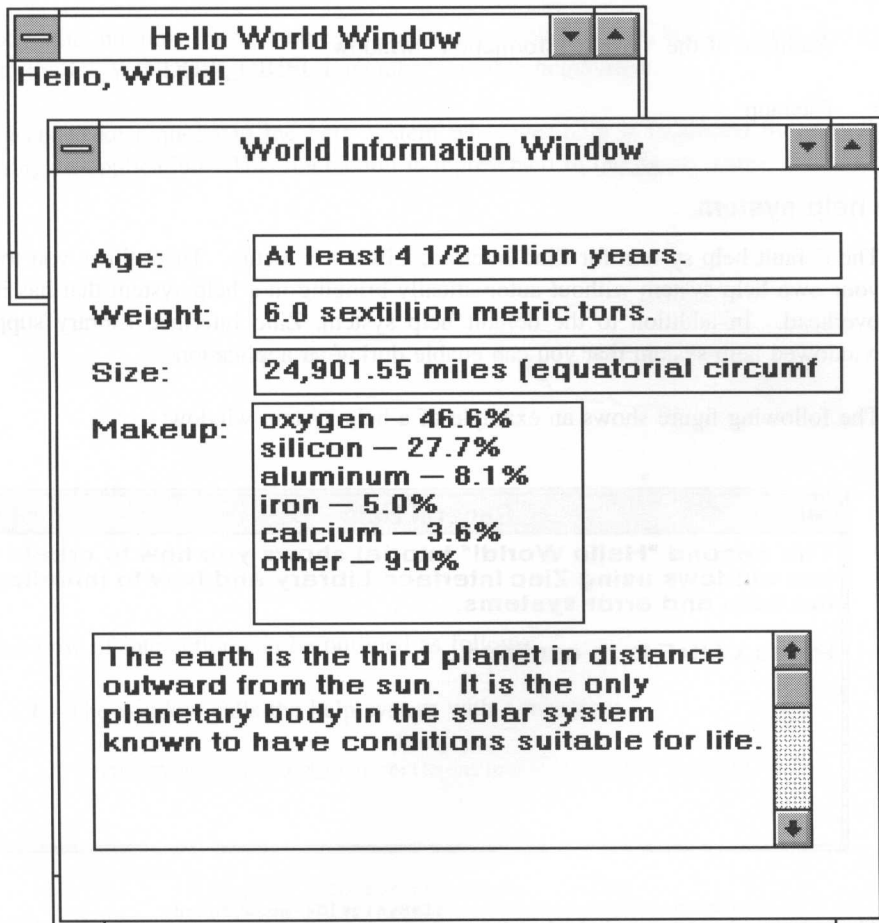 Hello World Window
Hello, World!
World Information Window
Age: At least 4 1/2 billion years.
Weight: 6.0 sextillion metric tons.
Size: 24,901.55 miles (equatorial circumf
Makeup: oxygen – 46.6%
silicon – 27.7%
aluminum – 8.1%
iron – 5.0%
calcium – 3.6%
other – 9.0%
The earth is the third planet in distance
outward from the sun. It is the only
planetary body in the solar system
known to have conditions suitable for life.